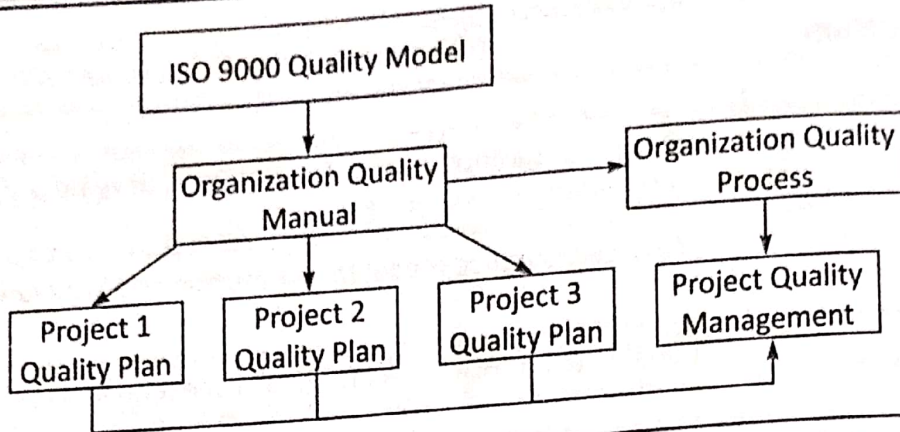 ISO 9000 Quality Model
Organization Quality
Manual
Organization Quality
Process
Project 1
Quality Plan
Project 2
Quality Plan
Project 3
Quality Plan
Project Quality
Management